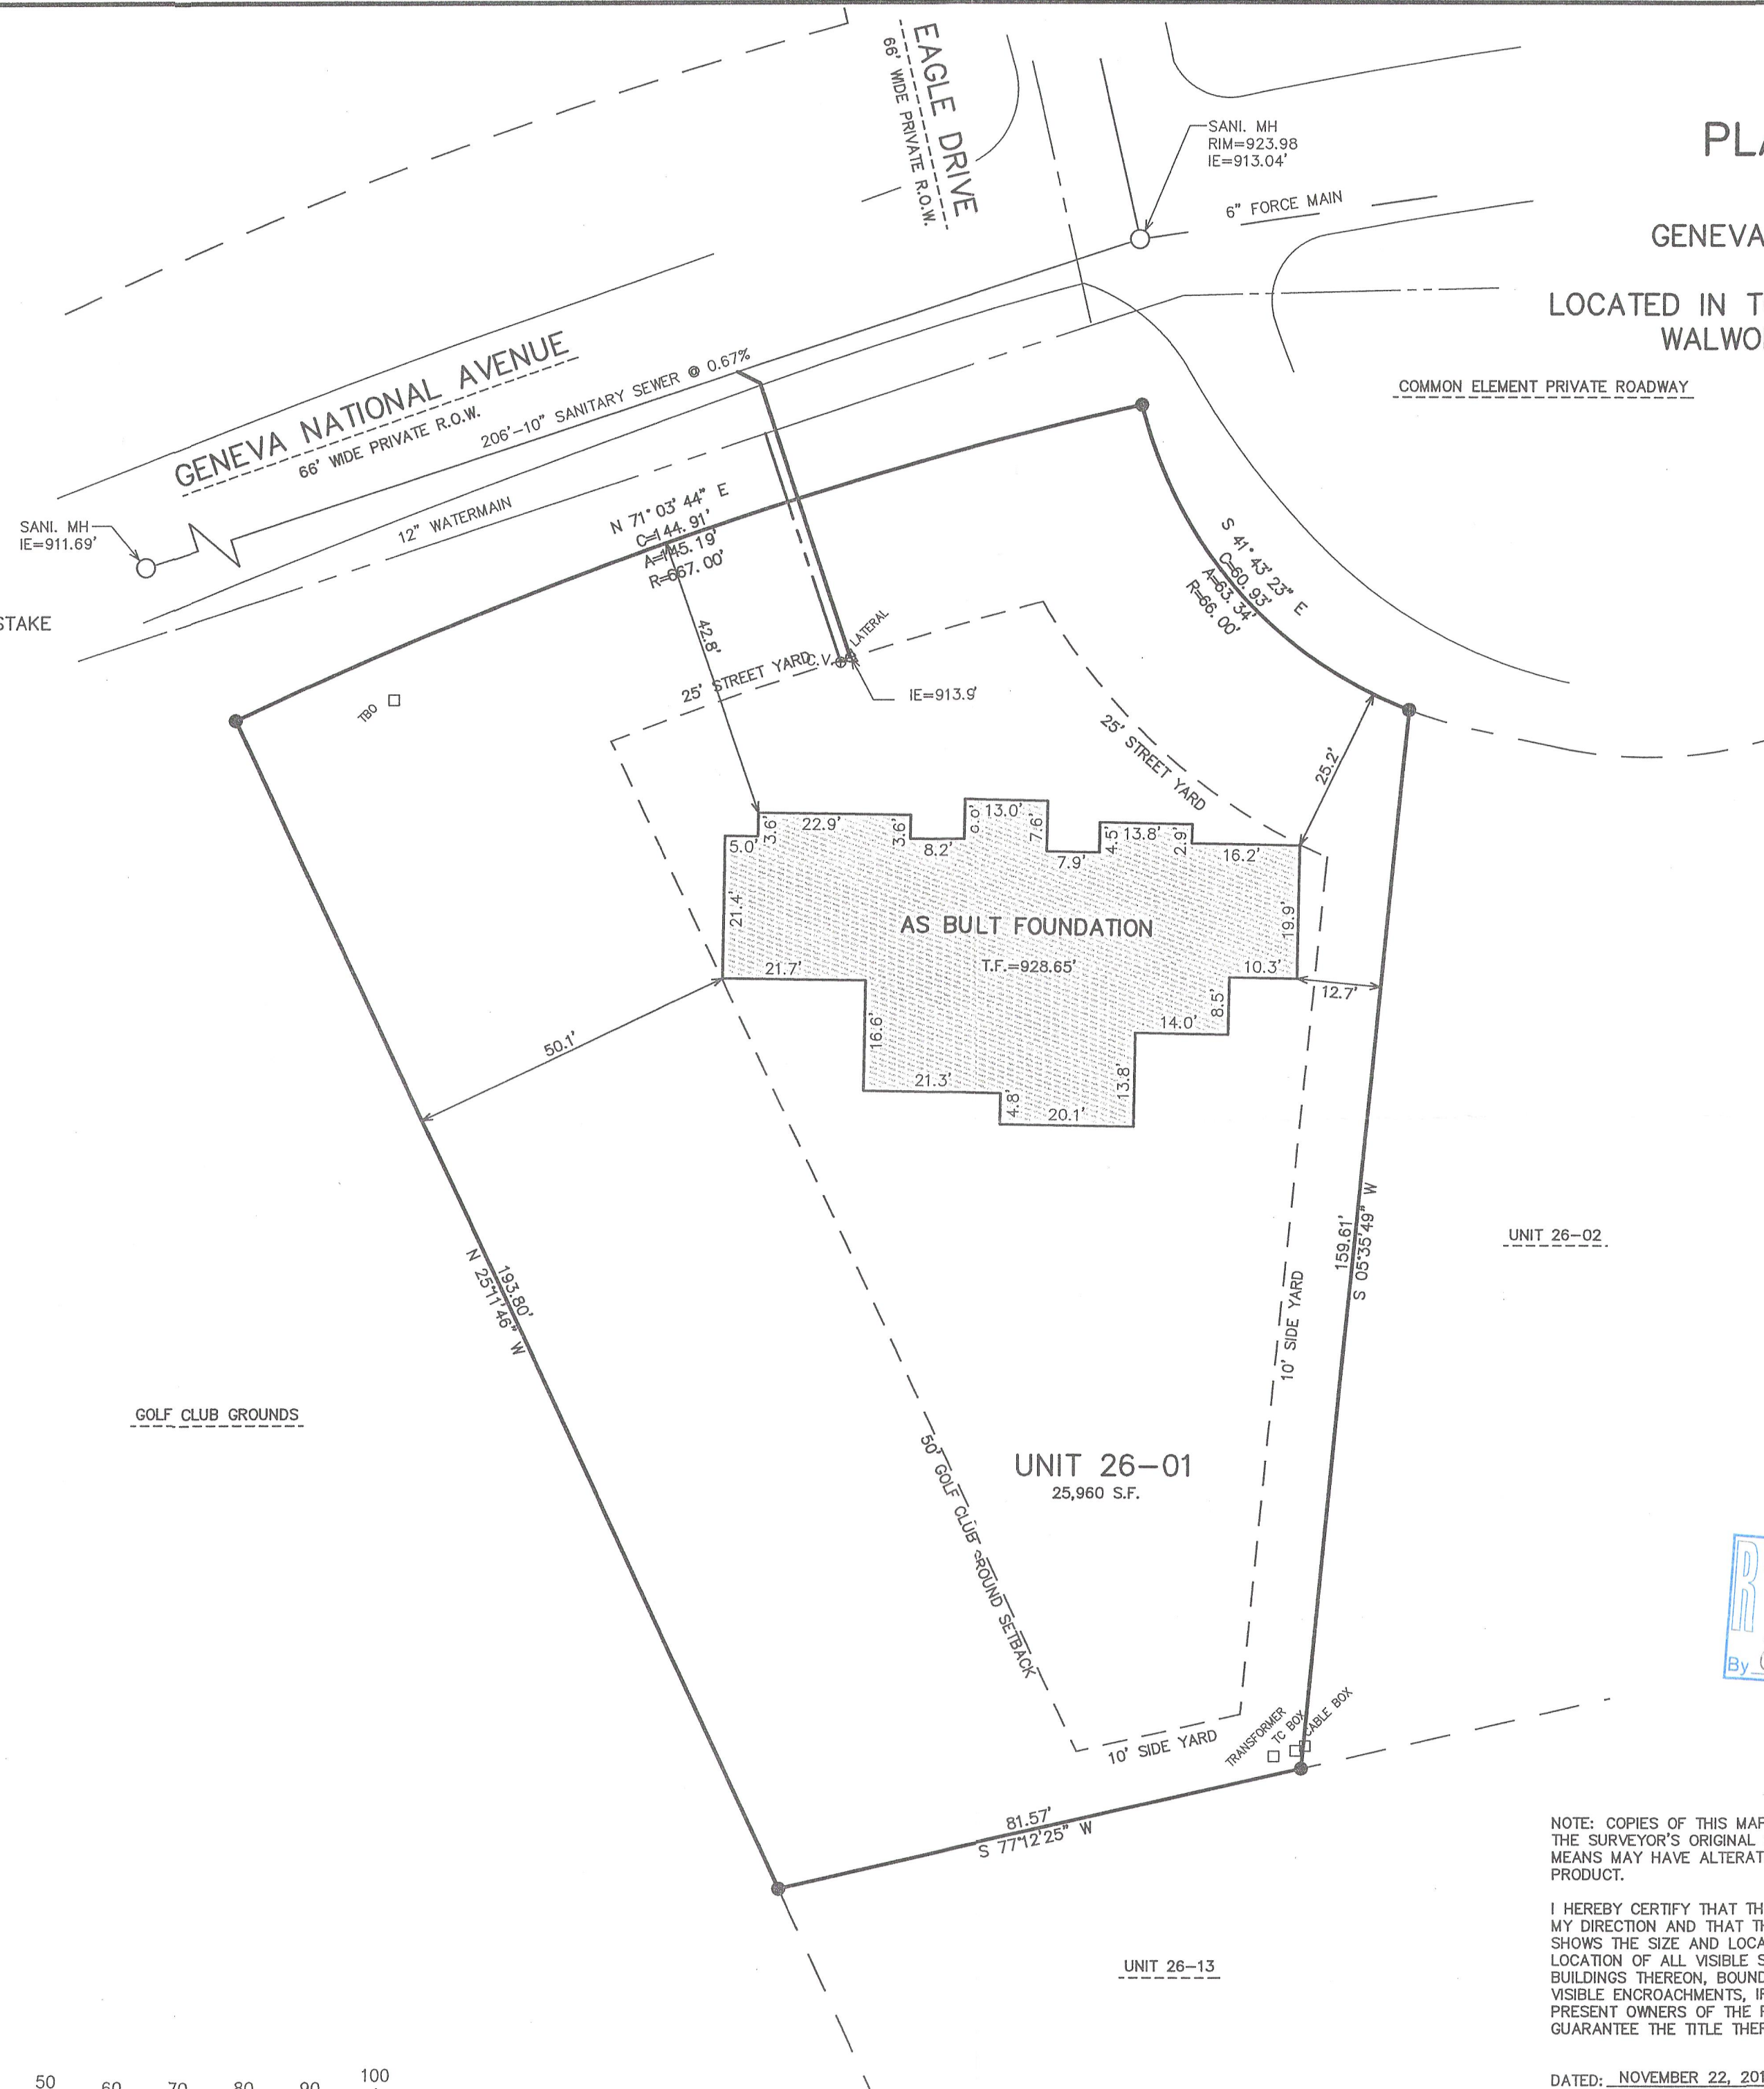 EAGLE DRIVE
66' WIDE PRIVATE R.O.W.
SANI. MH
RIM=923.98
IE=913.04'
6" FORCE MAIN
PLA
GENEVA
LOCATED IN T
WALWO
COMMON ELEMENT PRIVATE ROADWAY
GENEVA NATIONAL AVENUE
66' WIDE PRIVATE R.O.W.
206'-10" SANITARY SEWER @ 0.67%
12" WATERMAIN
SANI. MH
IE=911.69'
STAKE
N 71° 03' 44" E
C=144.91'
A=145.19'
R=667.00'
S 41° 43' 23" E
C=60.93'
A=63.34'
R=66.00'
42.8'
LATERAL
C.V.
25' STREET YARD
IE=913.9'
TBO
25' STREET YARD
25.2'
5.0'
3.6'
22.9'
3.6'
8.2'
6.0'
13.0'
7.6'
7.9'
4.5'
13.8'
2.9'
16.2'
21.4'
AS BULT FOUNDATION
T.F.=928.65'
19.9'
21.7'
10.3'
12.7'
50.1'
16.6'
8.5'
14.0'
21.3'
13.8'
4.8'
20.1'
159.61'
S 05°35'49" W
UNIT 26-02
193.80'
N 25°11'46" W
10' SIDE YARD
GOLF CLUB GROUNDS
50' GOLF CLUB GROUND SETBACK
UNIT 26-01
25,960 S.F.
R
By
TRANSFORMER
TC BOX
CABLE BOX
10' SIDE YARD
81.57'
S 77°12'25" W
UNIT 26-13
NOTE: COPIES OF THIS MAP
THE SURVEYOR'S ORIGINAL
MEANS MAY HAVE ALTERAT
PRODUCT.
I HEREBY CERTIFY THAT TH
MY DIRECTION AND THAT TH
SHOWS THE SIZE AND LOCA
LOCATION OF ALL VISIBLE S
BUILDINGS THEREON, BOUND
VISIBLE ENCROACHMENTS, IF
PRESENT OWNERS OF THE P
GUARANTEE THE TITLE THER
DATED: NOVEMBER 22, 201
50 60 70 80 90 100